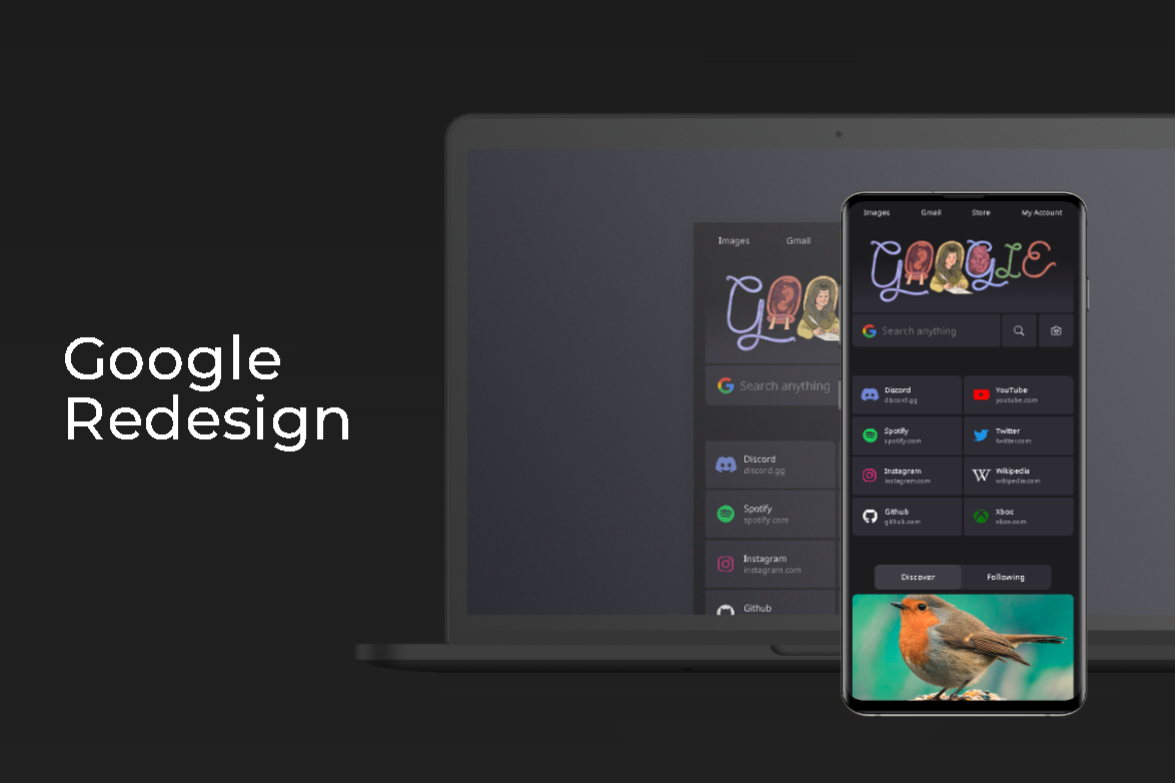 Google
Redesign
Images Gmail
GOO
Search anything
Discord
discord.gg
Spotify
spotify.com
Instagram
instagram.com
Github
Images Gmail Store My Account
GOOGLE
Search anything
Discord YouTube
discord.gg youtube.com
Spotify Twitter
spotify.com twitter.com
Instagram W Wikipedia
instagram.com wikipedia.com
Github Xbox
github.com xbox.com
Discover Following